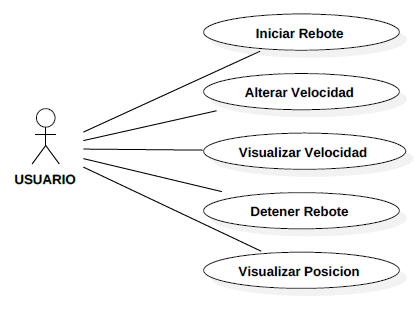 Iniciar Rebote
Alterar Velocidad
Visualizar Velocidad
USUARIO
Detener Rebote
Visualizar Posicion